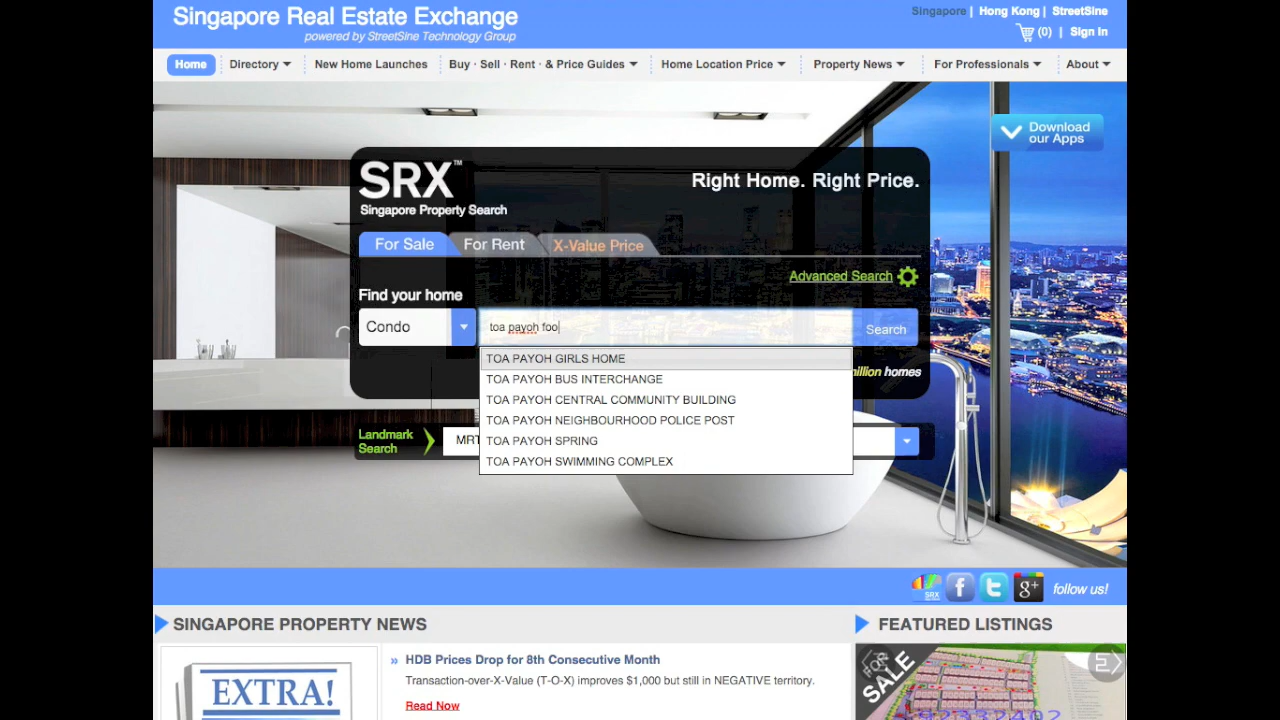 Singapore Real Estate Exchange
powered by StreetSine Technology Group
Singapore | Hong Kong | StreetSine
(0) | Sign In
Home Directory New Home Launches Buy · Sell · Rent · & Price Guides Home Location Price Property News For Professionals About
Download
our Apps
SRX™
Singapore Property Search
Right Home. Right Price.
For Sale For Rent X-Value Price
Advanced Search
Find your home
Condo toa payoh foo Search
TOA PAYOH GIRLS HOME
TOA PAYOH BUS INTERCHANGE
TOA PAYOH CENTRAL COMMUNITY BUILDING
TOA PAYOH NEIGHBOURHOOD POLICE POST
TOA PAYOH SPRING
TOA PAYOH SWIMMING COMPLEX
million homes
Landmark
Search
MRT
SRX f t g+ follow us!
SINGAPORE PROPERTY NEWS
EXTRA!
» HDB Prices Drop for 8th Consecutive Month
Transaction-over-X-Value (T-O-X) improves $1,000 but still in NEGATIVE territory.
Read Now
FEATURED LISTINGS
FOR
SALE
92332402